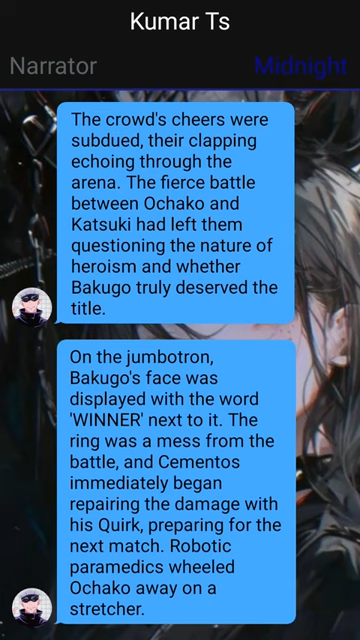 Kumar Ts
Narrator
Midnight
The crowd's cheers were
subdued, their clapping
echoing through the
arena. The fierce battle
between Ochako and
Katsuki had left them
questioning the nature of
heroism and whether
Bakugo truly deserved the
title.
On the jumbotron,
Bakugo's face was
displayed with the word
'WINNER' next to it. The
ring was a mess from the
battle, and Cementos
immediately began
repairing the damage with
his Quirk, preparing for the
next match. Robotic
paramedics wheeled
Ochako away on a
stretcher.